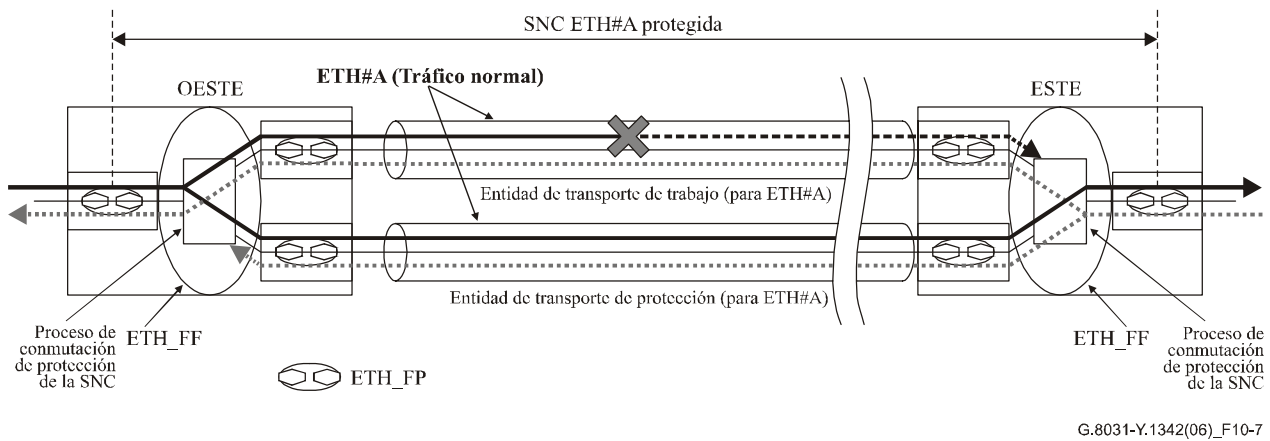 SNC ETH#A protegida
ETH#A (Tráfico normal)
OESTE
ESTE
Entidad de transporte de trabajo (para ETH#A)
Entidad de transporte de protección (para ETH#A)
Proceso de
conmutación
de protección
de la SNC
ETH_FF
ETH_FF
Proceso de
conmutación
de protección
de la SNC
ETH_FP
G.8031-Y.1342(06)_F10-7